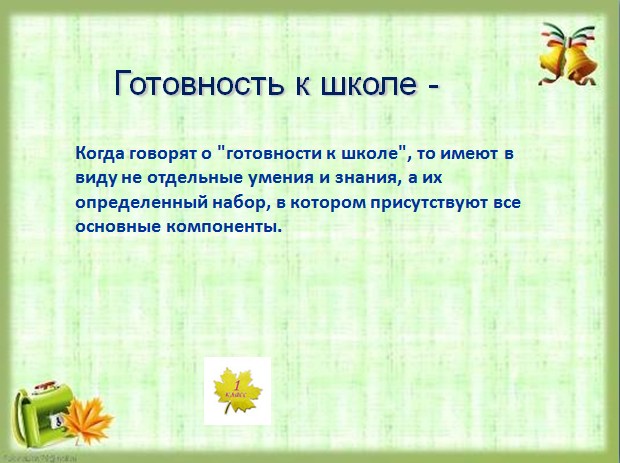 Готовность к школе -
Когда говорят о "готовности к школе", то имеют в
виду не отдельные умения и знания, а их
определенный набор, в котором присутствуют все
основные компоненты.
1
класс